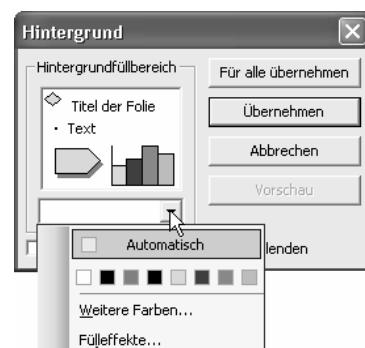 Hintergrund
Hintergrundfüllbereich
Titel der Folie
· Text
Für alle übernehmen
Übernehmen
Abbrechen
Vorschau
Automatisch
lenden
Weitere Farben...
Fülleffekte...